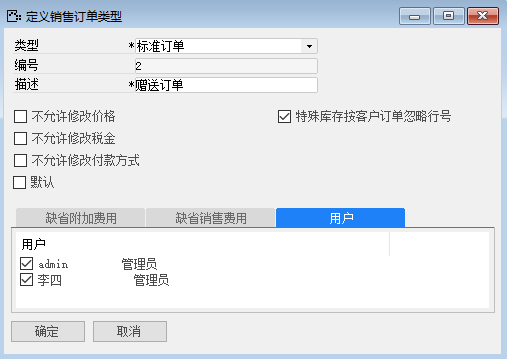 定义销售订单类型
类型 *标准订单
编号 2
描述 *赠送订单
不允许修改价格 特殊库存按客户订单忽略行号
不允许修改税金
不允许修改付款方式
默认
缺省附加费用 缺省销售费用 用户
用户
admin 管理员
李四 管理员
确定 取消